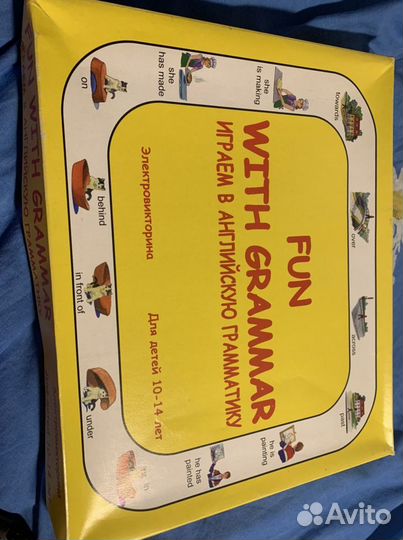 FUN
WITH GRAMMAR
ИГРАЕМ В АНГЛИЙСКУЮ ГРАММАТИКУ
Электровикторина
Для детей 10-14 лет
on
she
has made
she
is making
towards
over
across
past
he is
painting
he has
painted
in
under
in front of
behind
FUN
WITH GRAMMAR
Avito